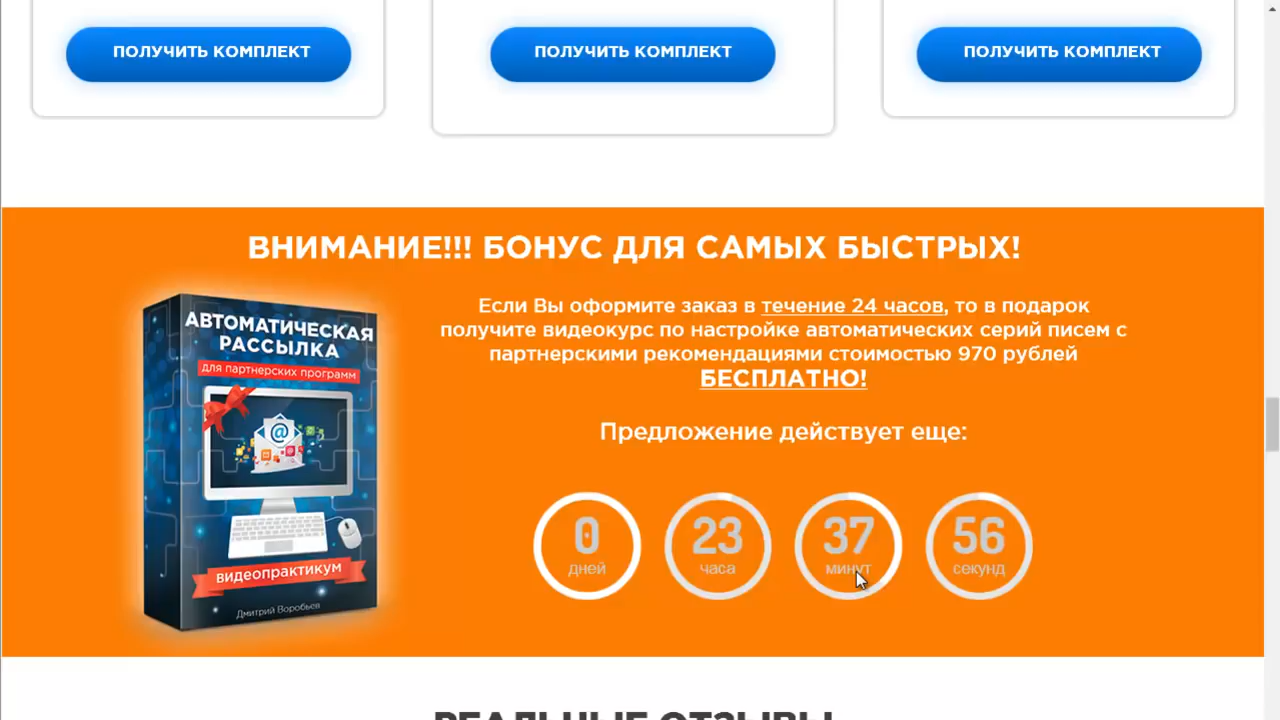 ПОЛУЧИТЬ КОМПЛЕКТ
ПОЛУЧИТЬ КОМПЛЕКТ
ПОЛУЧИТЬ КОМПЛЕКТ
ВНИМАНИЕ!!! БОНУС ДЛЯ САМЫХ БЫСТРЫХ!
АВТОМАТИЧЕСКАЯ
РАССЫЛКА
для партнерских программ
@
видеопрактикум
Дмитрий Воробьев
Если Вы оформите заказ в течение 24 часов, то в подарок
получите видеокурс по настройке автоматических серий писем с
партнерскими рекомендациями стоимостью 970 рублей
БЕСПЛАТНО!
Предложение действует еще:
0 23 37 56
дней часа минут секунд
РЕАЛЬНЫЕ ОТЗЫВЫ